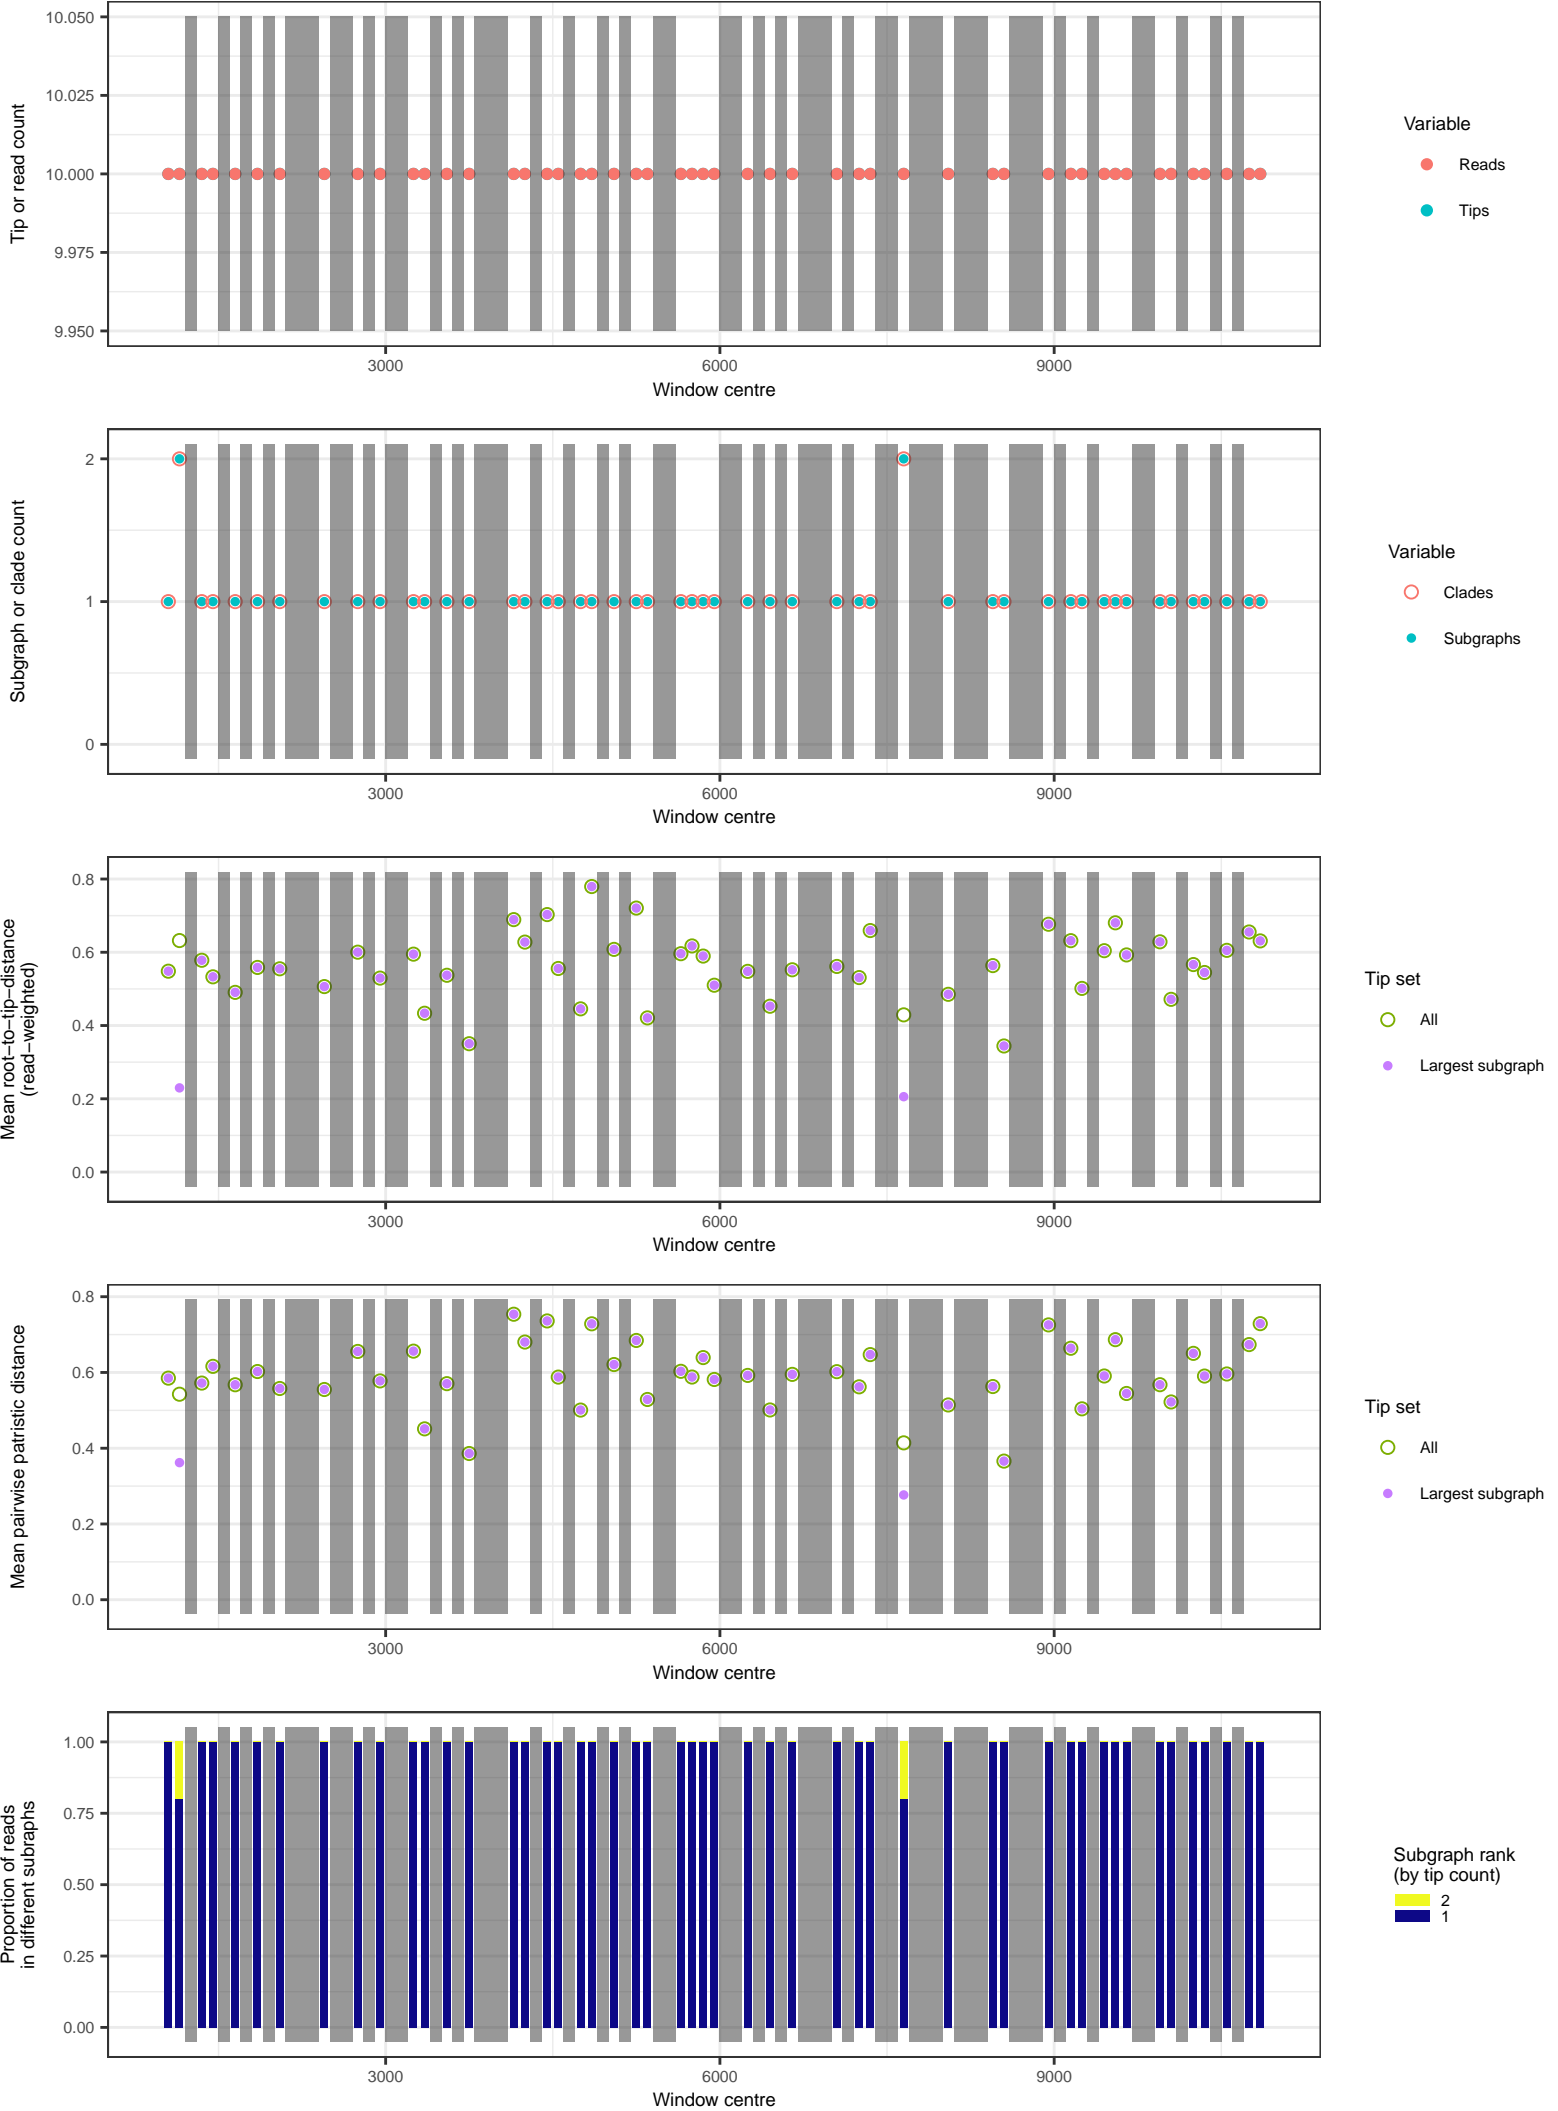 10.050
10.025
10.000
9.975
9.950
Tip or read count
3000
6000
9000
Window centre
Variable
Reads
Tips
2
1
0
Subgraph or clade count
3000
6000
9000
Window centre
Variable
Clades
Subgraphs
0.8
0.6
0.4
0.2
0.0
Mean root−to−tip−distance
(read−weighted)
3000
6000
9000
Window centre
Tip set
All
Largest subgraph
0.8
0.6
0.4
0.2
0.0
Mean pairwise patristic distance
3000
6000
9000
Window centre
Tip set
All
Largest subgraph
1.00
0.75
0.50
0.25
0.00
Proportion of reads
in different subraphs
3000
6000
9000
Window centre
Subgraph rank
(by tip count)
2
1